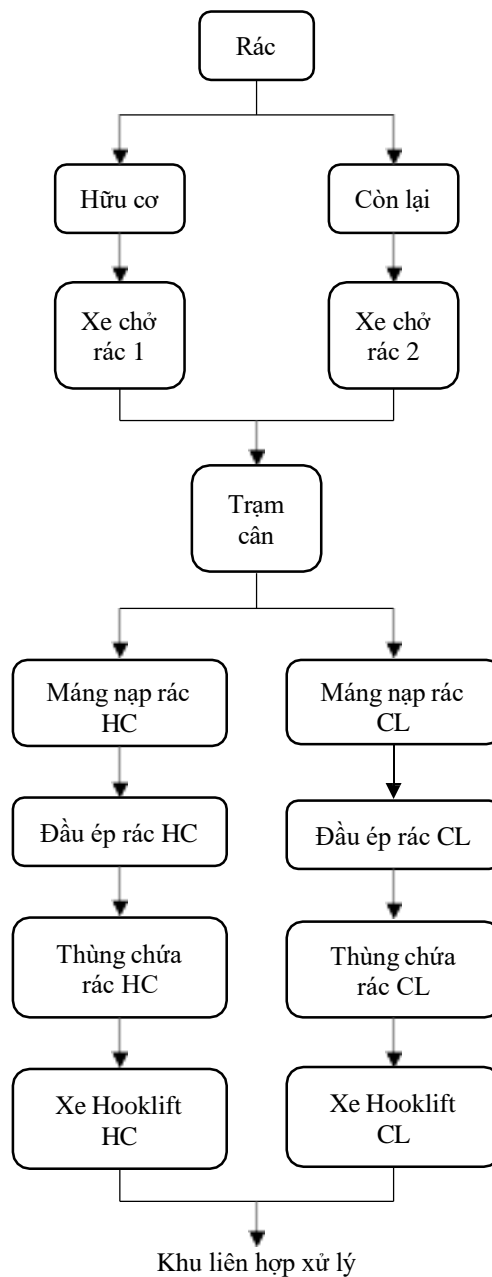 Rác
Hữu cơ
Còn lại
Xe chở
rác 1
Xe chở
rác 2
Trạm
cân
Máng nạp rác
HC
Máng nạp rác
CL
Đầu ép rác HC
Đầu ép rác CL
Thùng chứa
rác HC
Thùng chứa
rác CL
Xe Hooklift
HC
Xe Hooklift
CL
Khu liên hợp xử lý